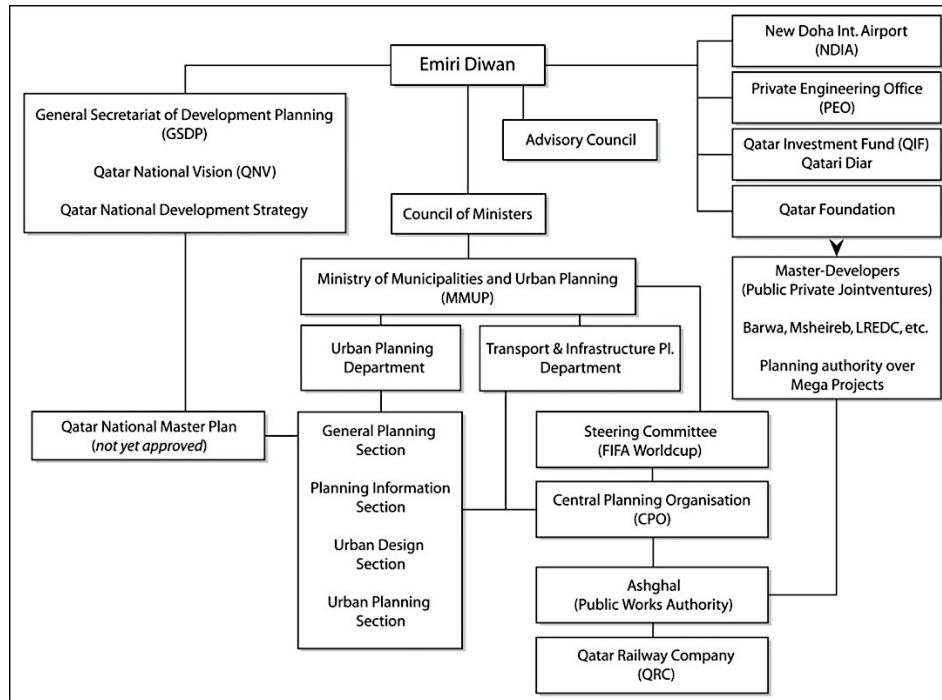 Emiri Diwan
New Doha Int. Airport
(NDIA)
Private Engineering Office
(PEO)
Qatar Investment Fund (QIF)
Qatari Diar
Qatar Foundation
General Secretariat of Development Planning
(GSDP)
Qatar National Vision (QNV)
Qatar National Development Strategy
Advisory Council
Council of Ministers
Ministry of Municipalities and Urban Planning
(MMUP)
Master-Developers
(Public Private Jointventures)
Barwa, Msheireb, LREDC, etc.
Planning authority over
Mega Projects
Urban Planning
Department
Transport & Infrastructure Pl.
Department
Qatar National Master Plan
(not yet approved)
General Planning
Section
Planning Information
Section
Urban Design
Section
Urban Planning
Section
Steering Committee
(FIFA Worldcup)
Central Planning Organisation
(CPO)
Ashghal
(Public Works Authority)
Qatar Railway Company
(QRC)